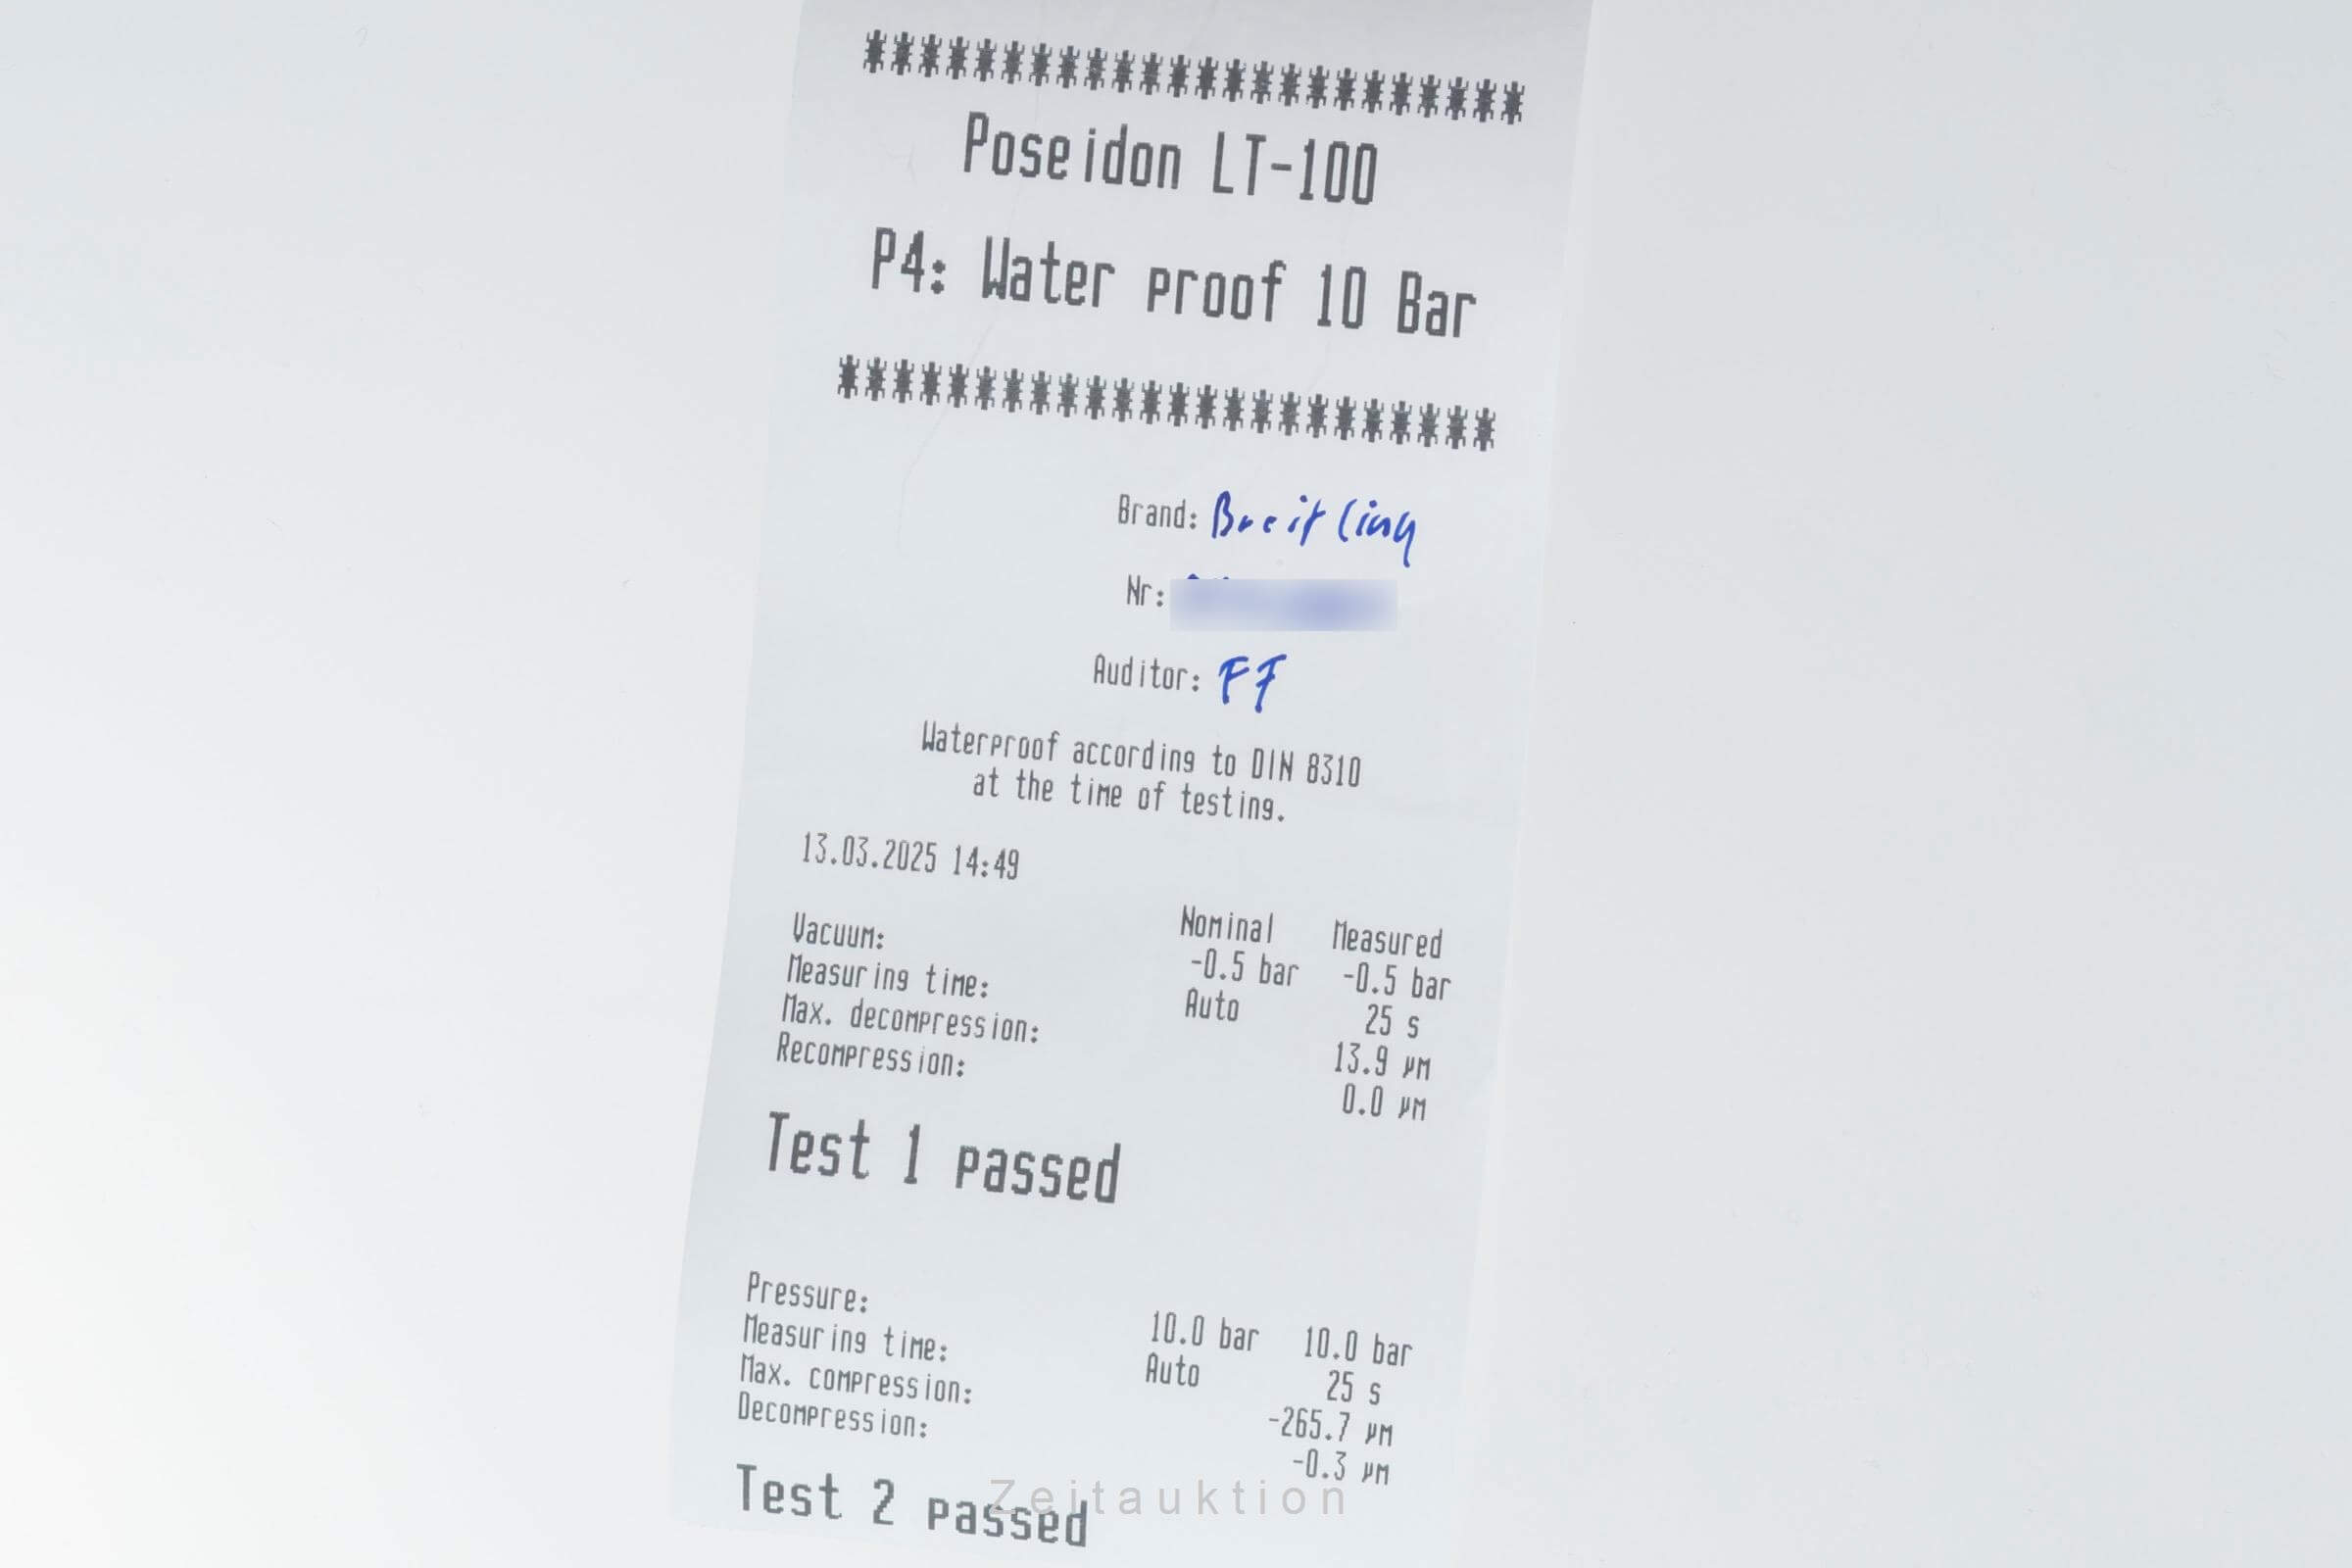 ************************
Poseidon LT-100
P4: Water proof 10 Bar
************************
Brand: Breitling
Nr:
Auditor: FF
Waterproof according to DIN 8310
at the time of testing.
13.03.2025 14:49
Nominal Measured
Vacuum: -0.5 bar -0.5 bar
Measuring time: Auto 25 s
Max. decompression: 13.9 µm
Recompression: 0.0 µm
Test 1 passed
Pressure: 10.0 bar 10.0 bar
Measuring time: Auto 25 s
Max. compression: -265.7 µm
Decompression: -0.3 µm
Test 2 passed
Zeitauktion